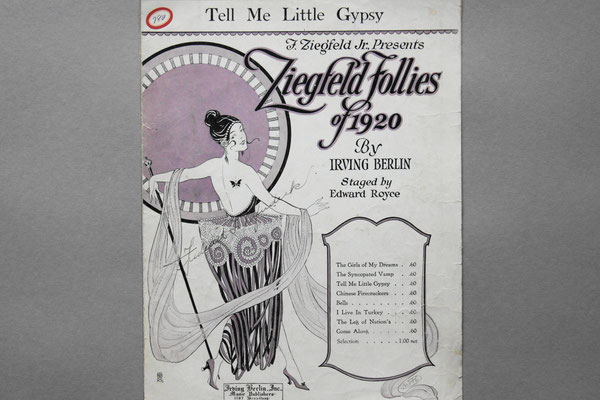 Tell Me Little Gypsy
F. Ziegfeld Jr., Presents
Ziegfeld Follies
of 1920
By
IRVING BERLIN
Staged by
Edward Royce
The Girls of My Dreams . .60
The Syncopated Vamp . .60
Tell Me Little Gypsy . . .60
Chinese Firecrackers . . .60
Bells . . . . . . . .60
I Live In Turkey . . . .60
The Leg of Nation's . . .60
Come Along . . . . . .60
Selection . . . . . . 1.00 net
Irving Berlin, Inc.
Music Publishers
1587 Broadway